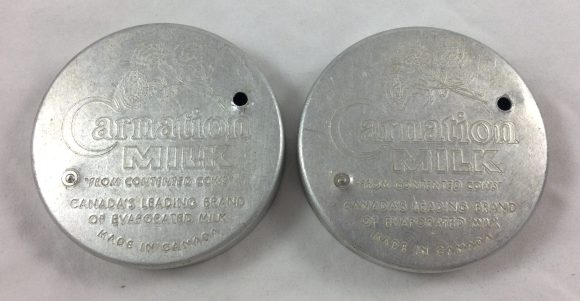 Carnation
MILK
"FROM CONTENTED COWS"
CANADA'S LEADING BRAND
OF EVAPORATED MILK
MADE IN CANADA
Carnation
MILK
"FROM CONTENTED COWS"
CANADA'S LEADING BRAND
OF EVAPORATED MILK
MADE IN CANADA